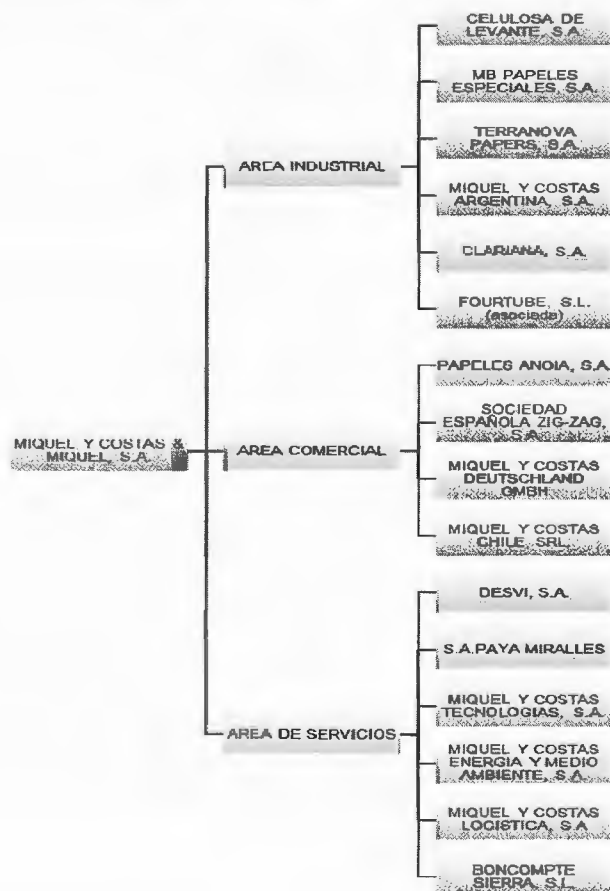 MIQUEL Y COSTAS &
MIQUEL, S.A.
AREA INDUSTRIAL
CELULOSA DE
LEVANTE, S.A.
MB PAPELES
ESPECIALES, S.A.
TERRANOVA
PAPERS, S.A.
MIQUEL Y COSTAS
ARGENTINA, S.A.
CLARIANA, S.A.
FOURTUBE, S.L.
(asociada)
AREA COMERCIAL
PAPELES ANOIA, S.A.
SOCIEDAD
ESPAÑOLA ZIG-ZAG,
S.A.
MIQUEL Y COSTAS
DEUTSCHLAND
GMBH
MIQUEL Y COSTAS
CHILE, SRL.
AREA DE SERVICIOS
DESVI, S.A.
S.A.PAYA MIRALLES
MIQUEL Y COSTAS
TECNOLOGIAS, S.A.
MIQUEL Y COSTAS
ENERGIA Y MEDIO
AMBIENTE, S.A.
MIQUEL Y COSTAS
LOGISTICA, S.A
BONCOMPTE
SIERRA, S.L.